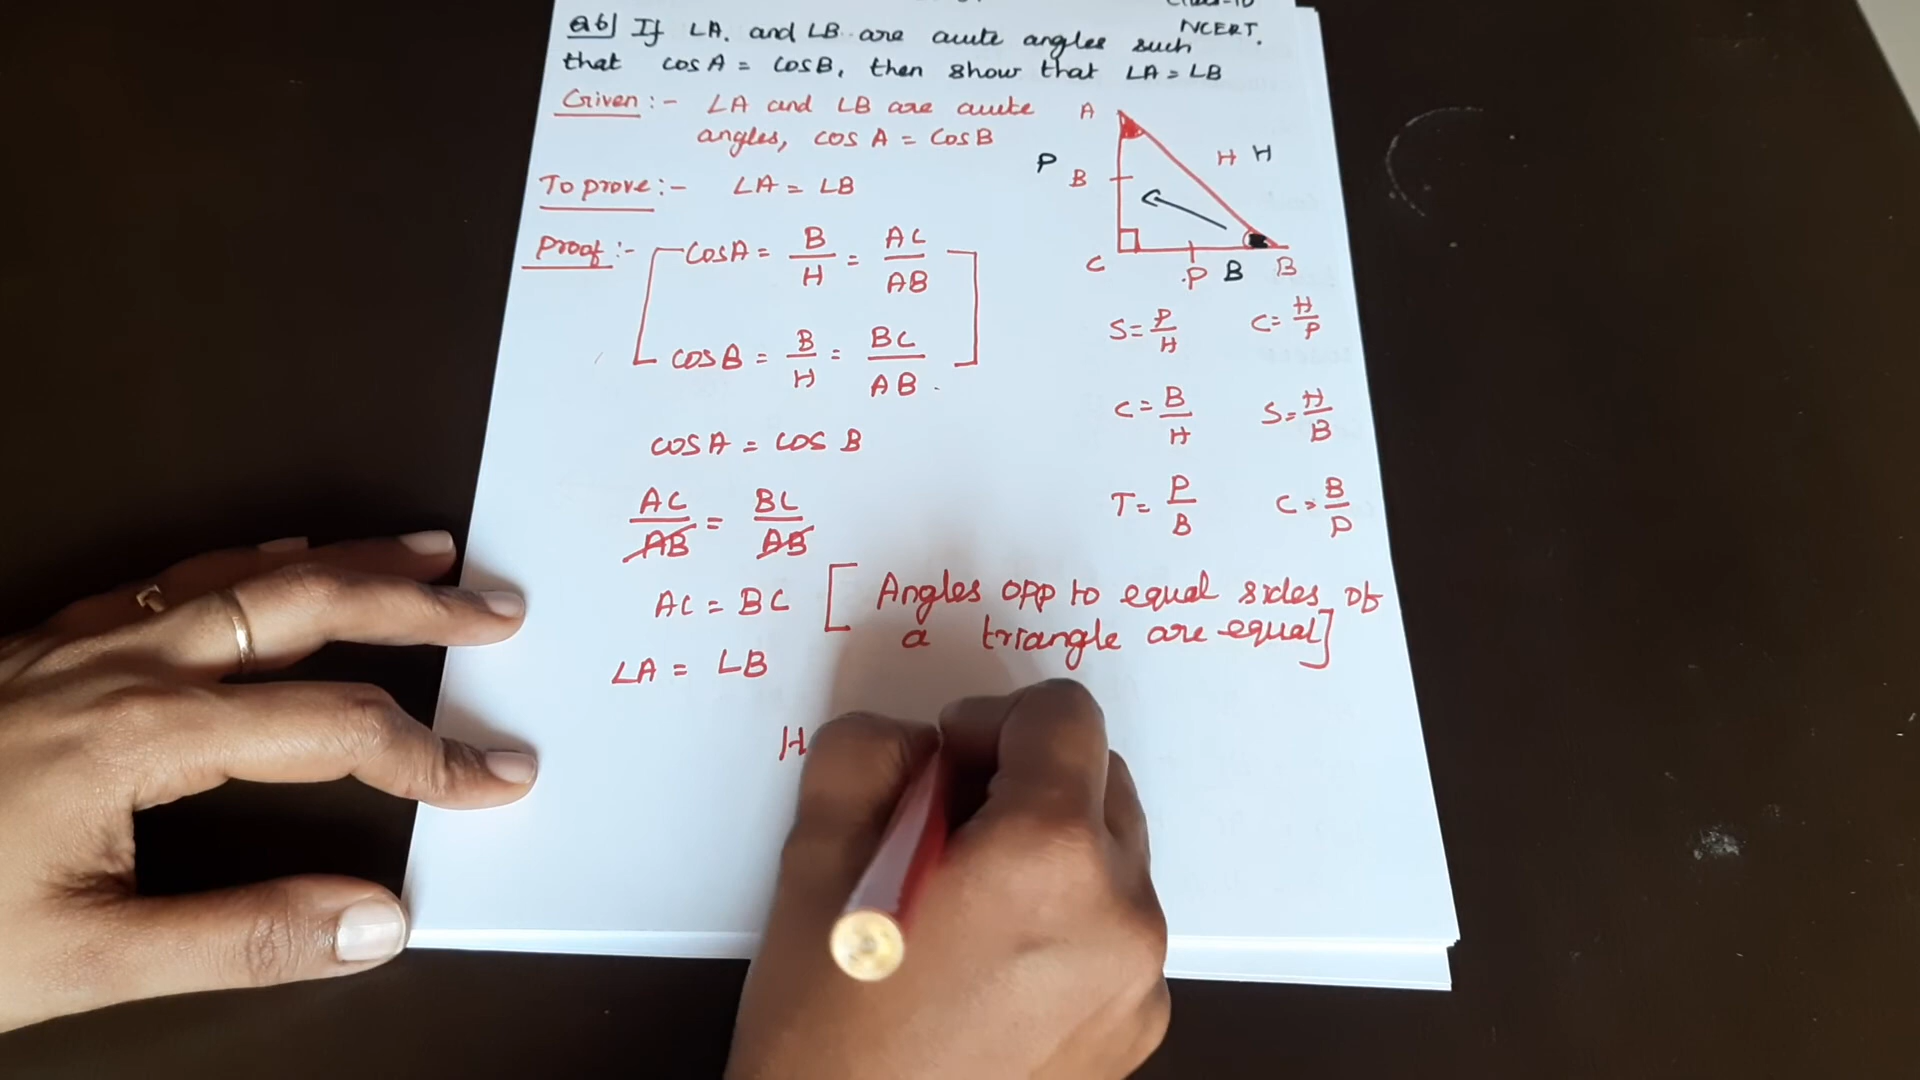 Q6) If ∠A. and ∠B are acute angles such
NCERT.
that cos A = cos B, then show that ∠A = ∠B
Given :- ∠A and ∠B are acute
angles, cos A = Cos B
To prove :- ∠A = ∠B
Proof :- Cos A = B/H = AC/AB
cos B = B/H = BC/AB.
cos A = cos B
AC/AB = BC/AB
AC = BC [Angles opp to equal sides of
a triangle are equal]
∠A = ∠B
H
A
P B H H
C P B B
S = P/H C = H/P
C = B/H S = H/B
T = P/B C = B/P